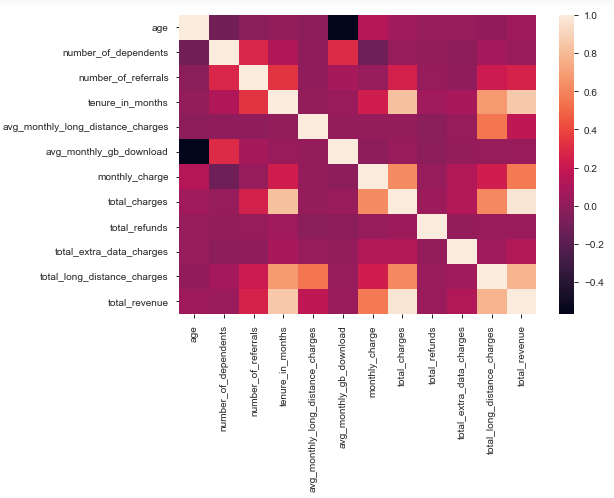 age
number_of_dependents
number_of_referrals
tenure_in_months
avg_monthly_long_distance_charges
avg_monthly_gb_download
monthly_charge
total_charges
total_refunds
total_extra_data_charges
total_long_distance_charges
total_revenue
age
number_of_dependents
number_of_referrals
tenure_in_months
avg_monthly_long_distance_charges
avg_monthly_gb_download
monthly_charge
total_charges
total_refunds
total_extra_data_charges
total_long_distance_charges
total_revenue
1.0
0.8
0.6
0.4
0.2
0.0
−0.2
−0.4